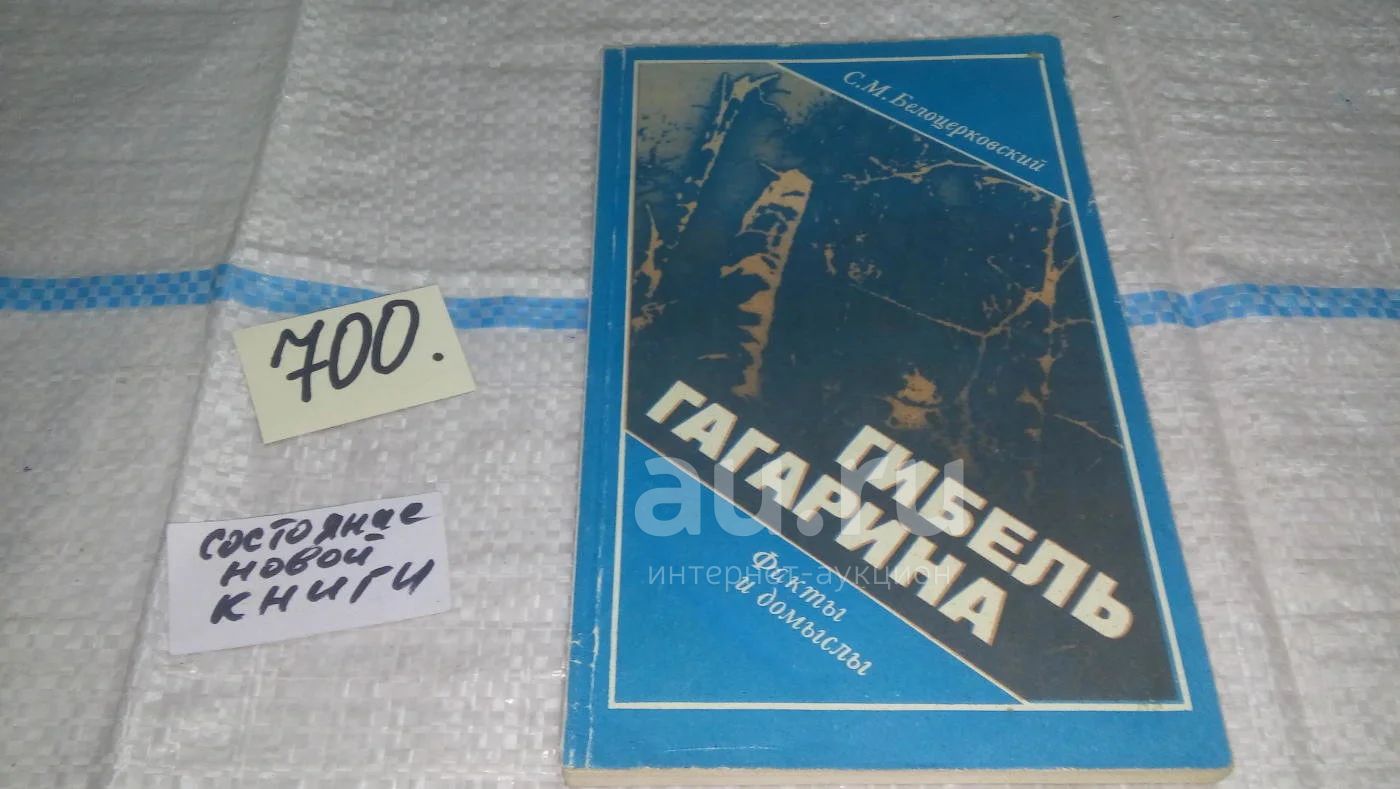 С.М.Белоцерковский
ГИБЕЛЬ
ГАГАРИНА
Факты
и домыслы
700.
состояние
новой
книги
au.ru
интернет-аукцион